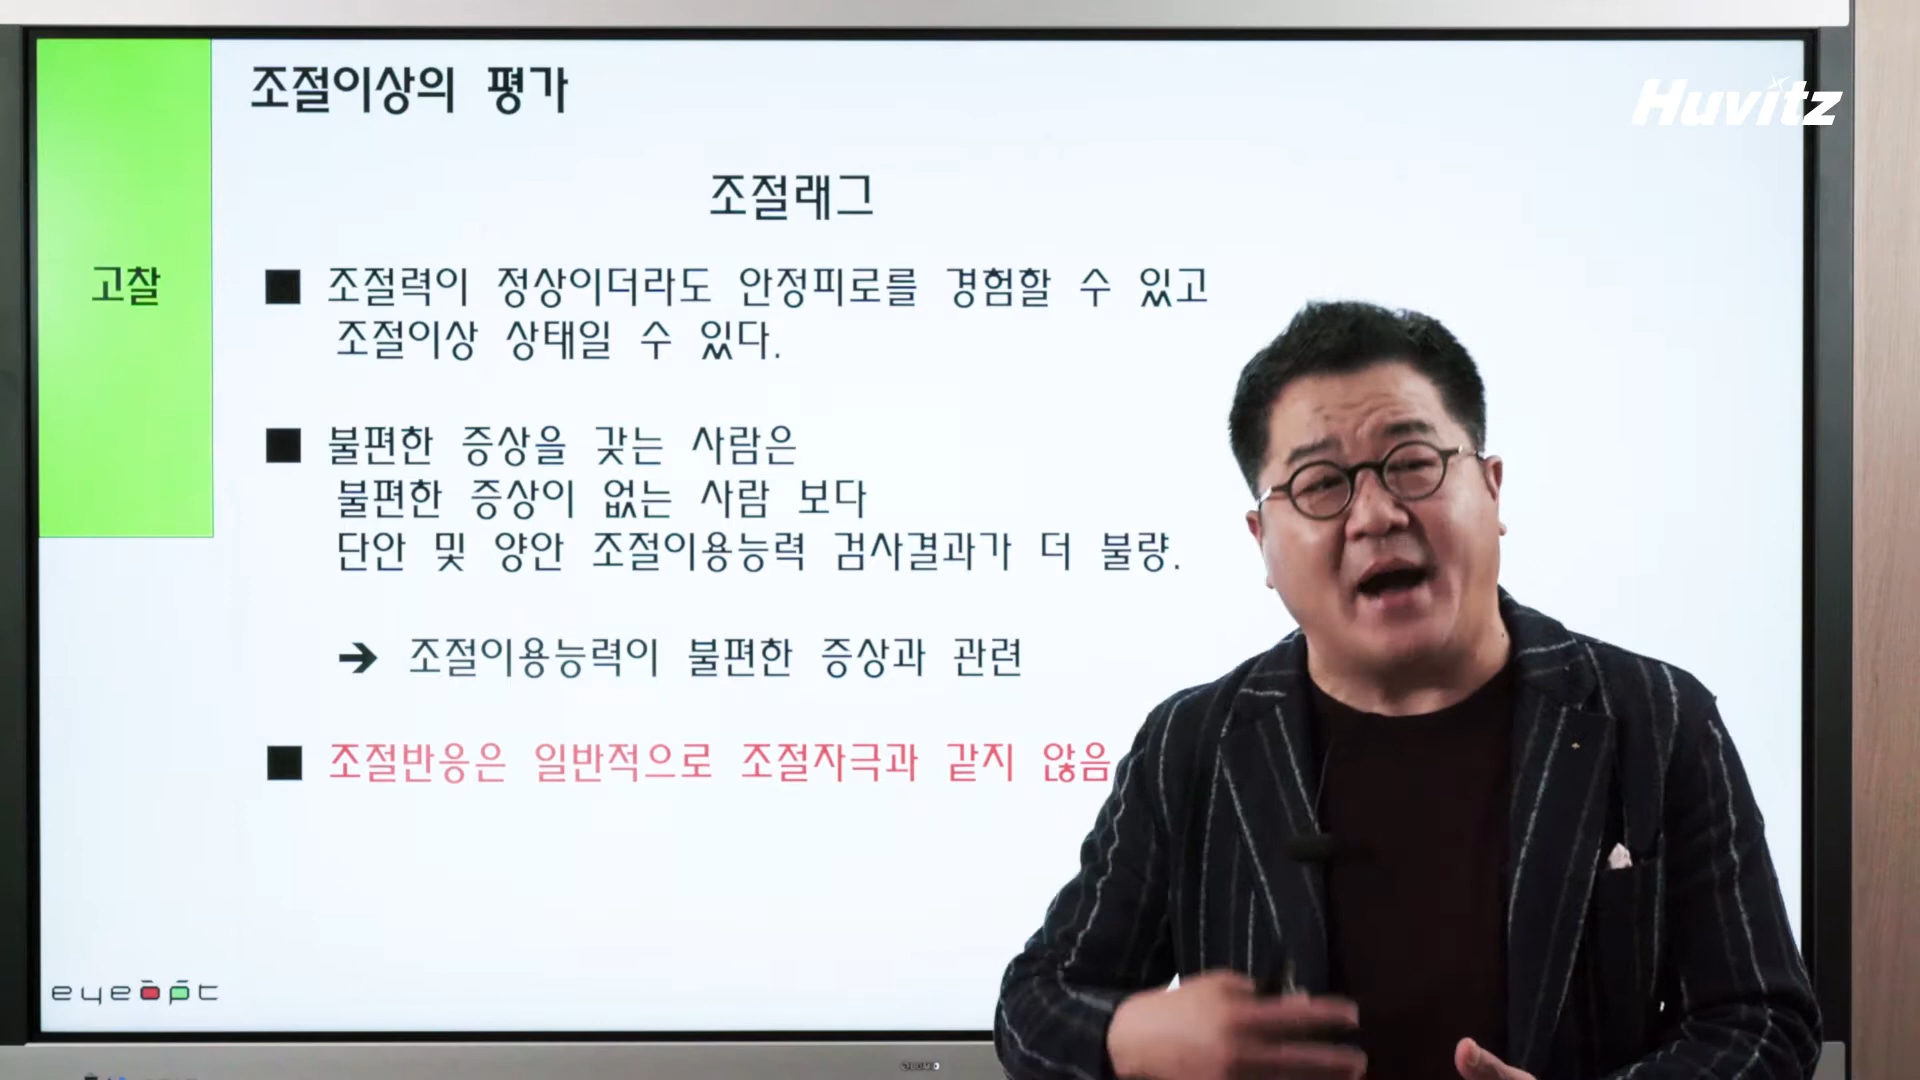 조절이상의 평가
Huvitz
조절래그
고찰
■ 조절력이 정상이더라도 안정피로를 경험할 수 있고
조절이상 상태일 수 있다.
■ 불편한 증상을 갖는 사람은
불편한 증상이 없는 사람 보다
단안 및 양안 조절이용능력 검사결과가 더 불량.
➔ 조절이용능력이 불편한 증상과 관련
■ 조절반응은 일반적으로 조절자극과 같지 않음
eyeopt